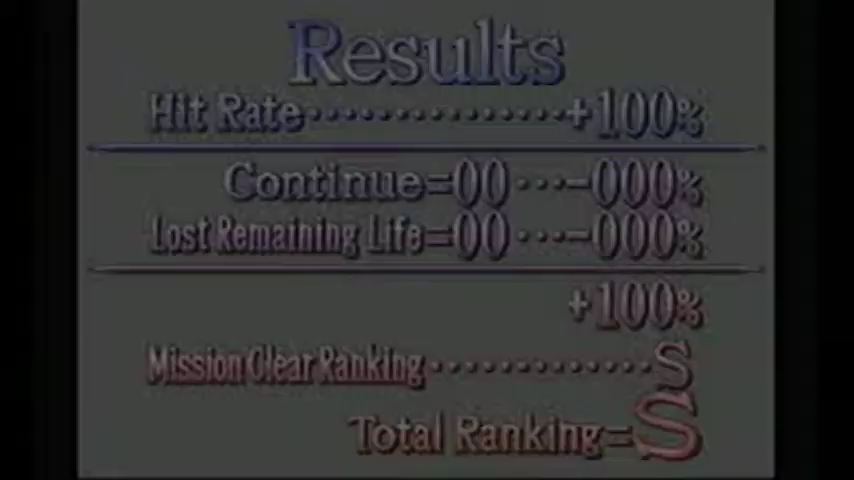 Results
Hit Rate··············+100%
Continue=00···-000%
Lost Remaining Life=00···-000%
+100%
Mission Clear Ranking·············S
Total Ranking=S